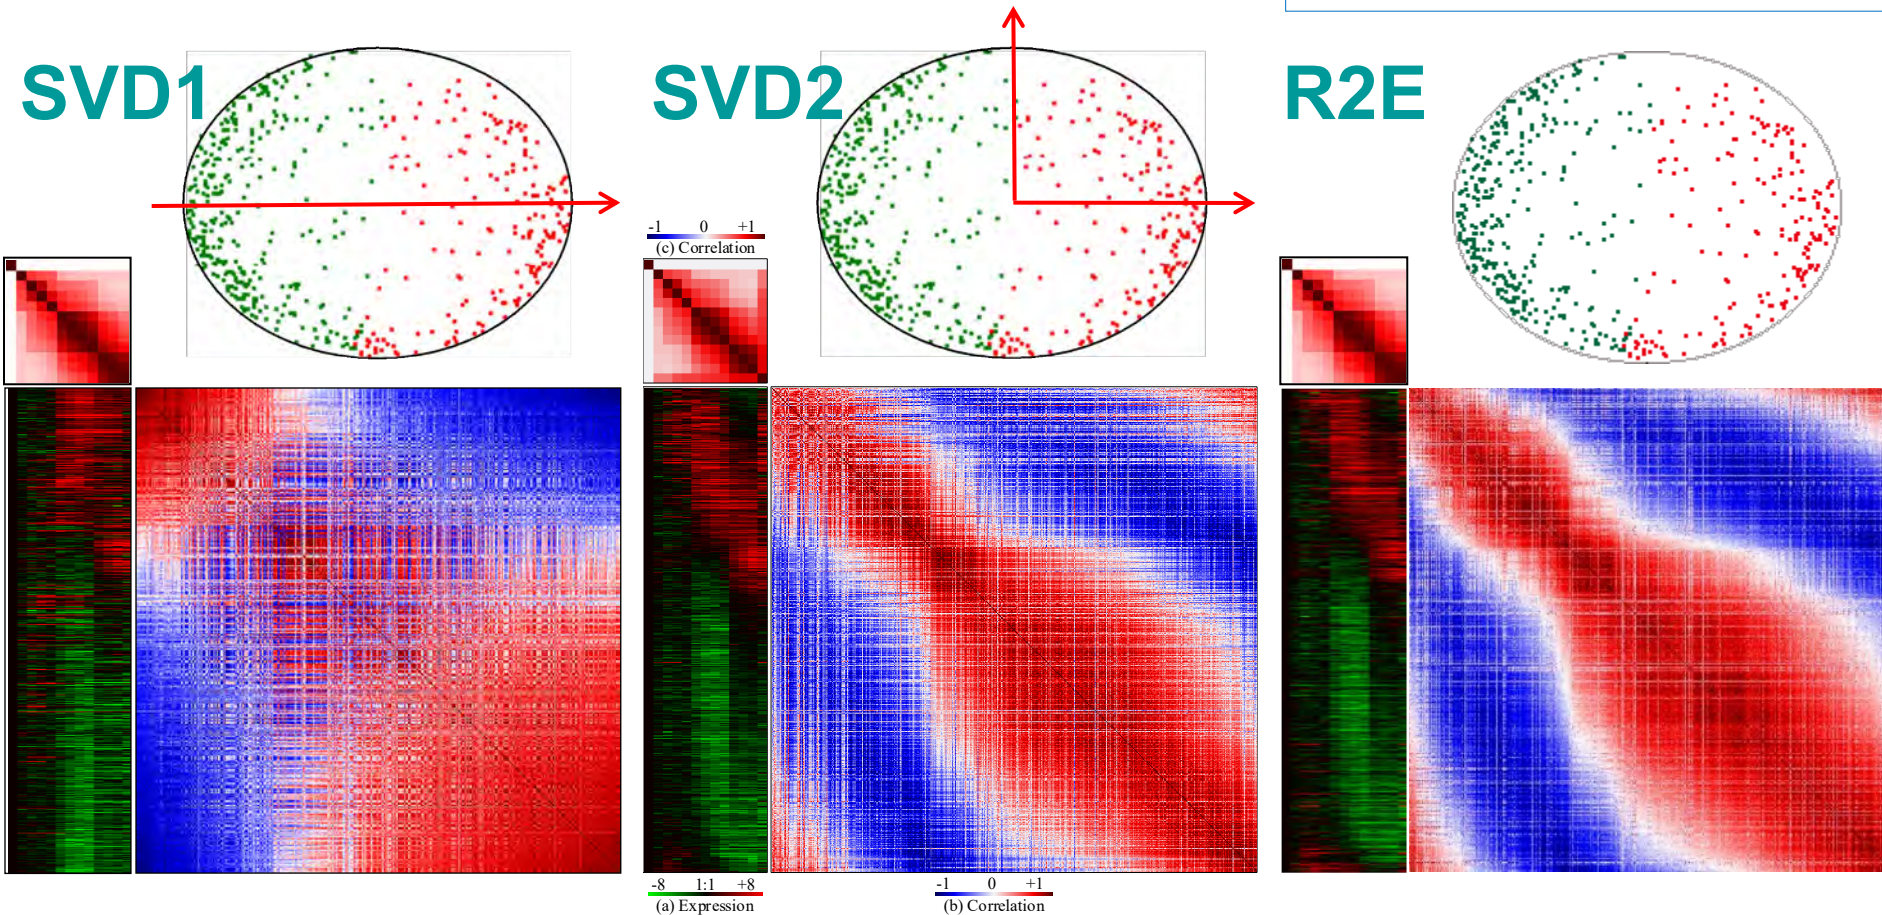 SVD1
SVD2
R2E
-1 0 +1
(c) Correlation
-8 1:1 +8
(a) Expression
-1 0 +1
(b) Correlation